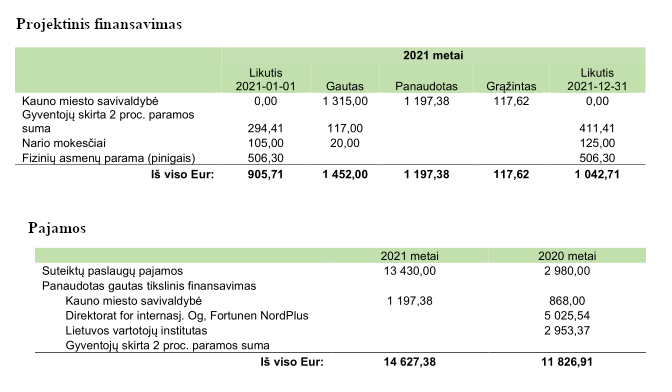 Projektinis finansavimas
2021 metai
Likutis 2021-01-01 Gautas Panaudotas Grąžintas Likutis 2021-12-31
Kauno miesto savivaldybė 0,00 1 315,00 1 197,38 117,62 0,00
Gyventojų skirta 2 proc. paramos
suma 294,41 117,00 411,41
Nario mokesčiai 105,00 20,00 125,00
Fizinių asmenų parama (pinigais) 506,30 506,30
Iš viso Eur: 905,71 1 452,00 1 197,38 117,62 1 042,71
Pajamos
2021 metai 2020 metai
Suteiktų paslaugų pajamos 13 430,00 2 980,00
Panaudotas gautas tikslinis finansavimas
Kauno miesto savivaldybė 1 197,38 868,00
Direktorat for internasj. Og, Fortunen NordPlus 5 025,54
Lietuvos vartotojų institutas 2 953,37
Gyventojų skirta 2 proc. paramos suma
Iš viso Eur: 14 627,38 11 826,91